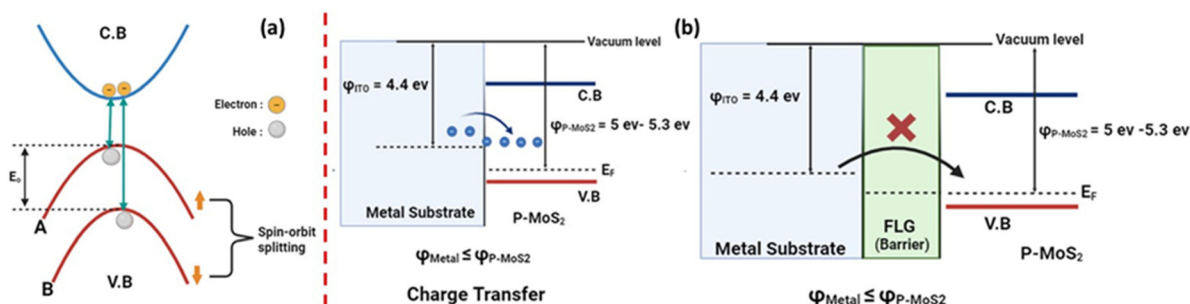 C.B
(a)
Electron :
Hole :
E₀
A
B
V.B
Spin-orbit
splitting
Vacuum level
φITO = 4.4 ev
C.B
φP-MoS2 = 5 ev- 5.3 ev
EF
V.B
Metal Substrate
P-MoS₂
φMetal ≤ φP-MoS2
Charge Transfer
(b)
Vacuum level
φITO = 4.4 ev
C.B
φP-MoS2 = 5 ev -5.3 ev
EF
V.B
FLG
(Barrier)
Metal Substrate
P-MoS₂
φMetal ≤ φP-MoS2